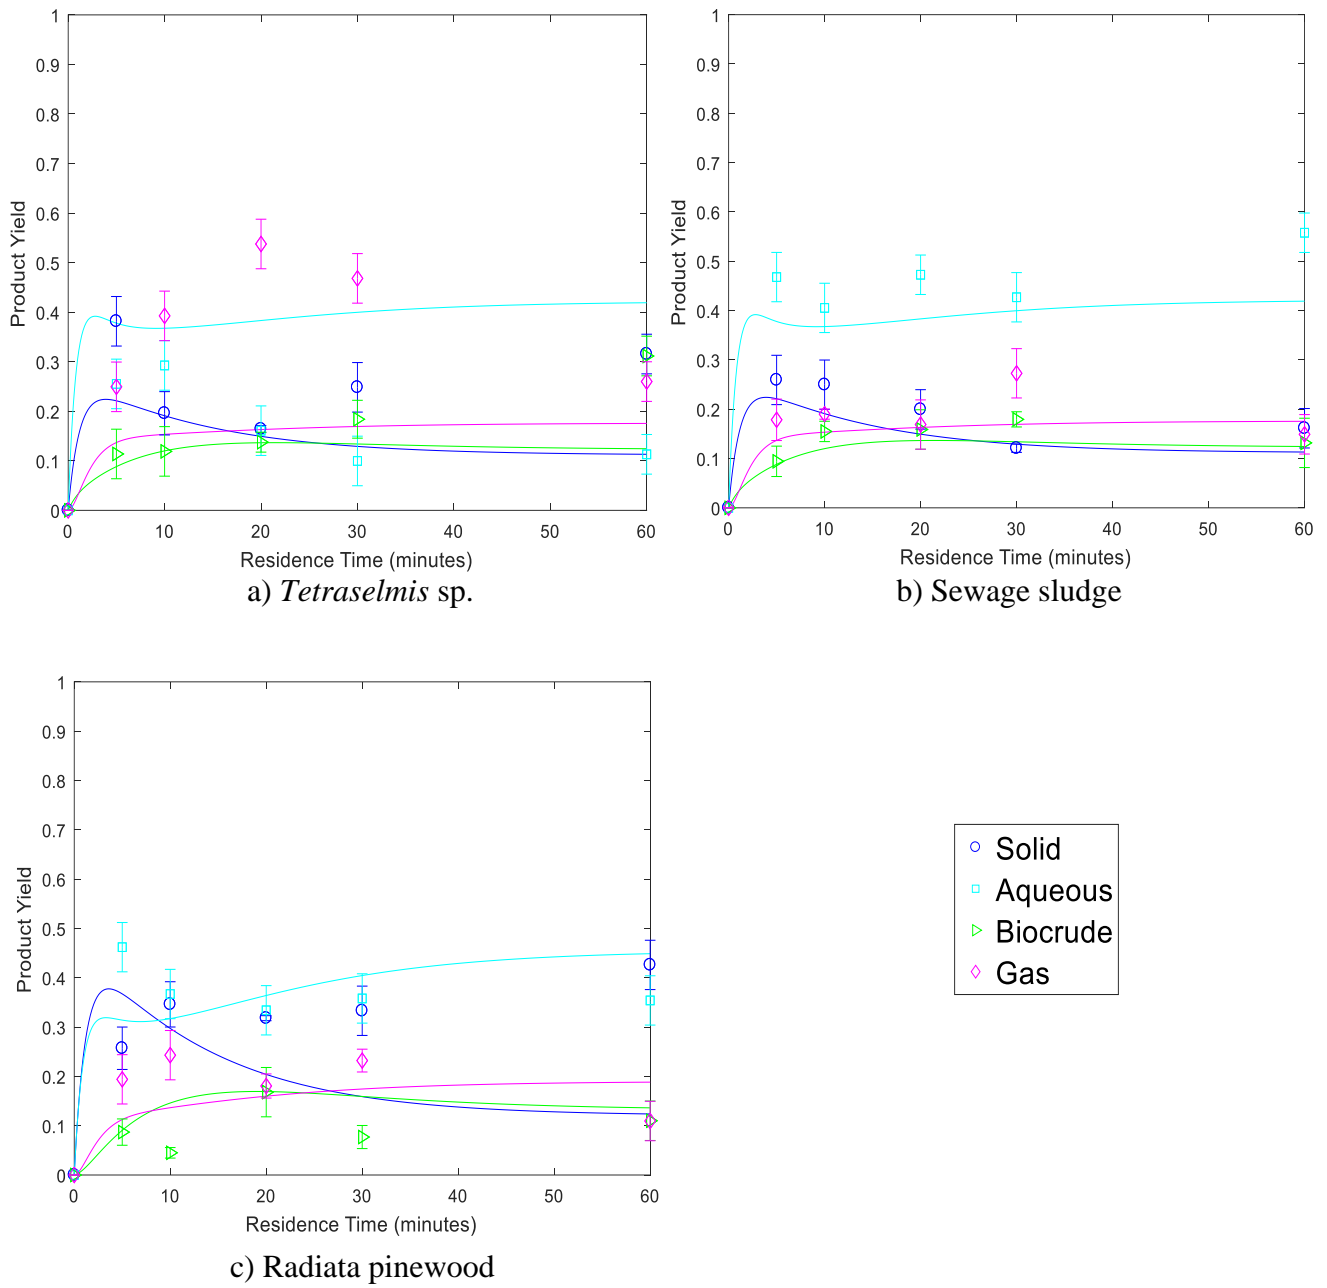 1
0.9
0.8
0.7
0.6
0.5
0.4
0.3
0.2
0.1
0
Product Yield
0 10 20 30 40 50 60
Residence Time (minutes)
a) Tetraselmis sp.
1
0.9
0.8
0.7
0.6
0.5
0.4
0.3
0.2
0.1
0
Product Yield
0 10 20 30 40 50 60
Residence Time (minutes)
b) Sewage sludge
1
0.9
0.8
0.7
0.6
0.5
0.4
0.3
0.2
0.1
0
Product Yield
0 10 20 30 40 50 60
Residence Time (minutes)
c) Radiata pinewood
Solid
Aqueous
Biocrude
Gas